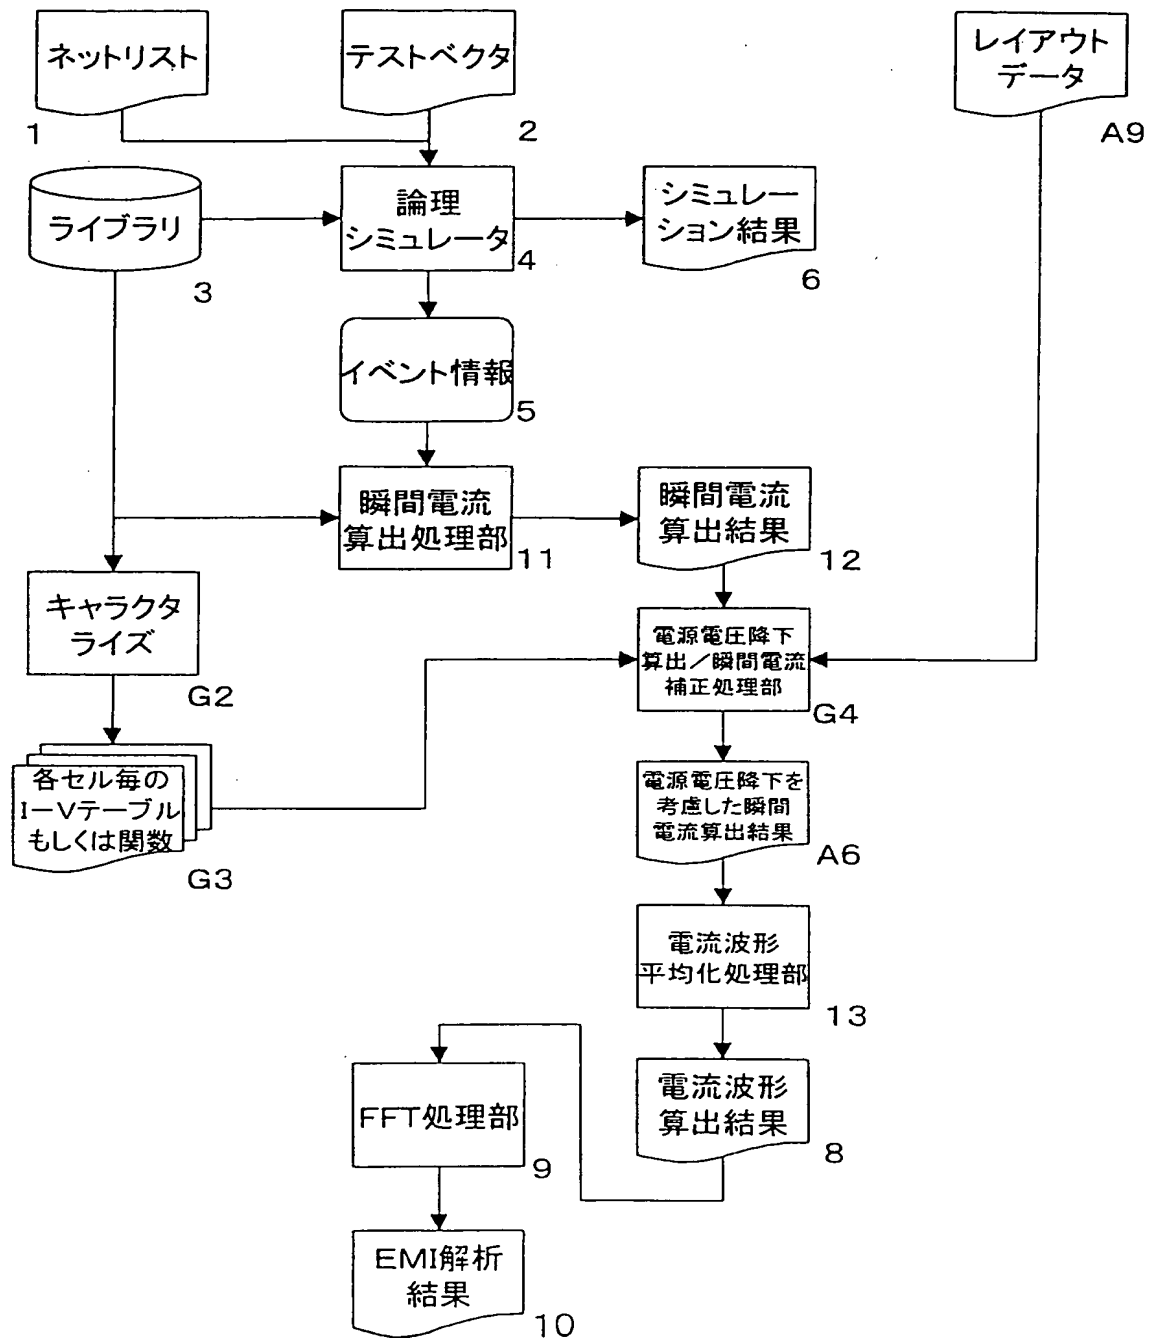 ネットリスト
1
テストベクタ
2
レイアウト
データ
A9
ライブラリ
3
論理
シミュレータ
4
シミュレー
ション結果
6
イベント情報
5
瞬間電流
算出処理部
11
瞬間電流
算出結果
12
キャラクタ
ライズ
G2
電源電圧降下
算出／瞬間電流
補正処理部
G4
各セル毎の
I－Vテーブル
もしくは関数
G3
電源電圧降下を
考慮した瞬間
電流算出結果
A6
電流波形
平均化処理部
13
電流波形
算出結果
8
FFT処理部
9
EMI解析
結果
10